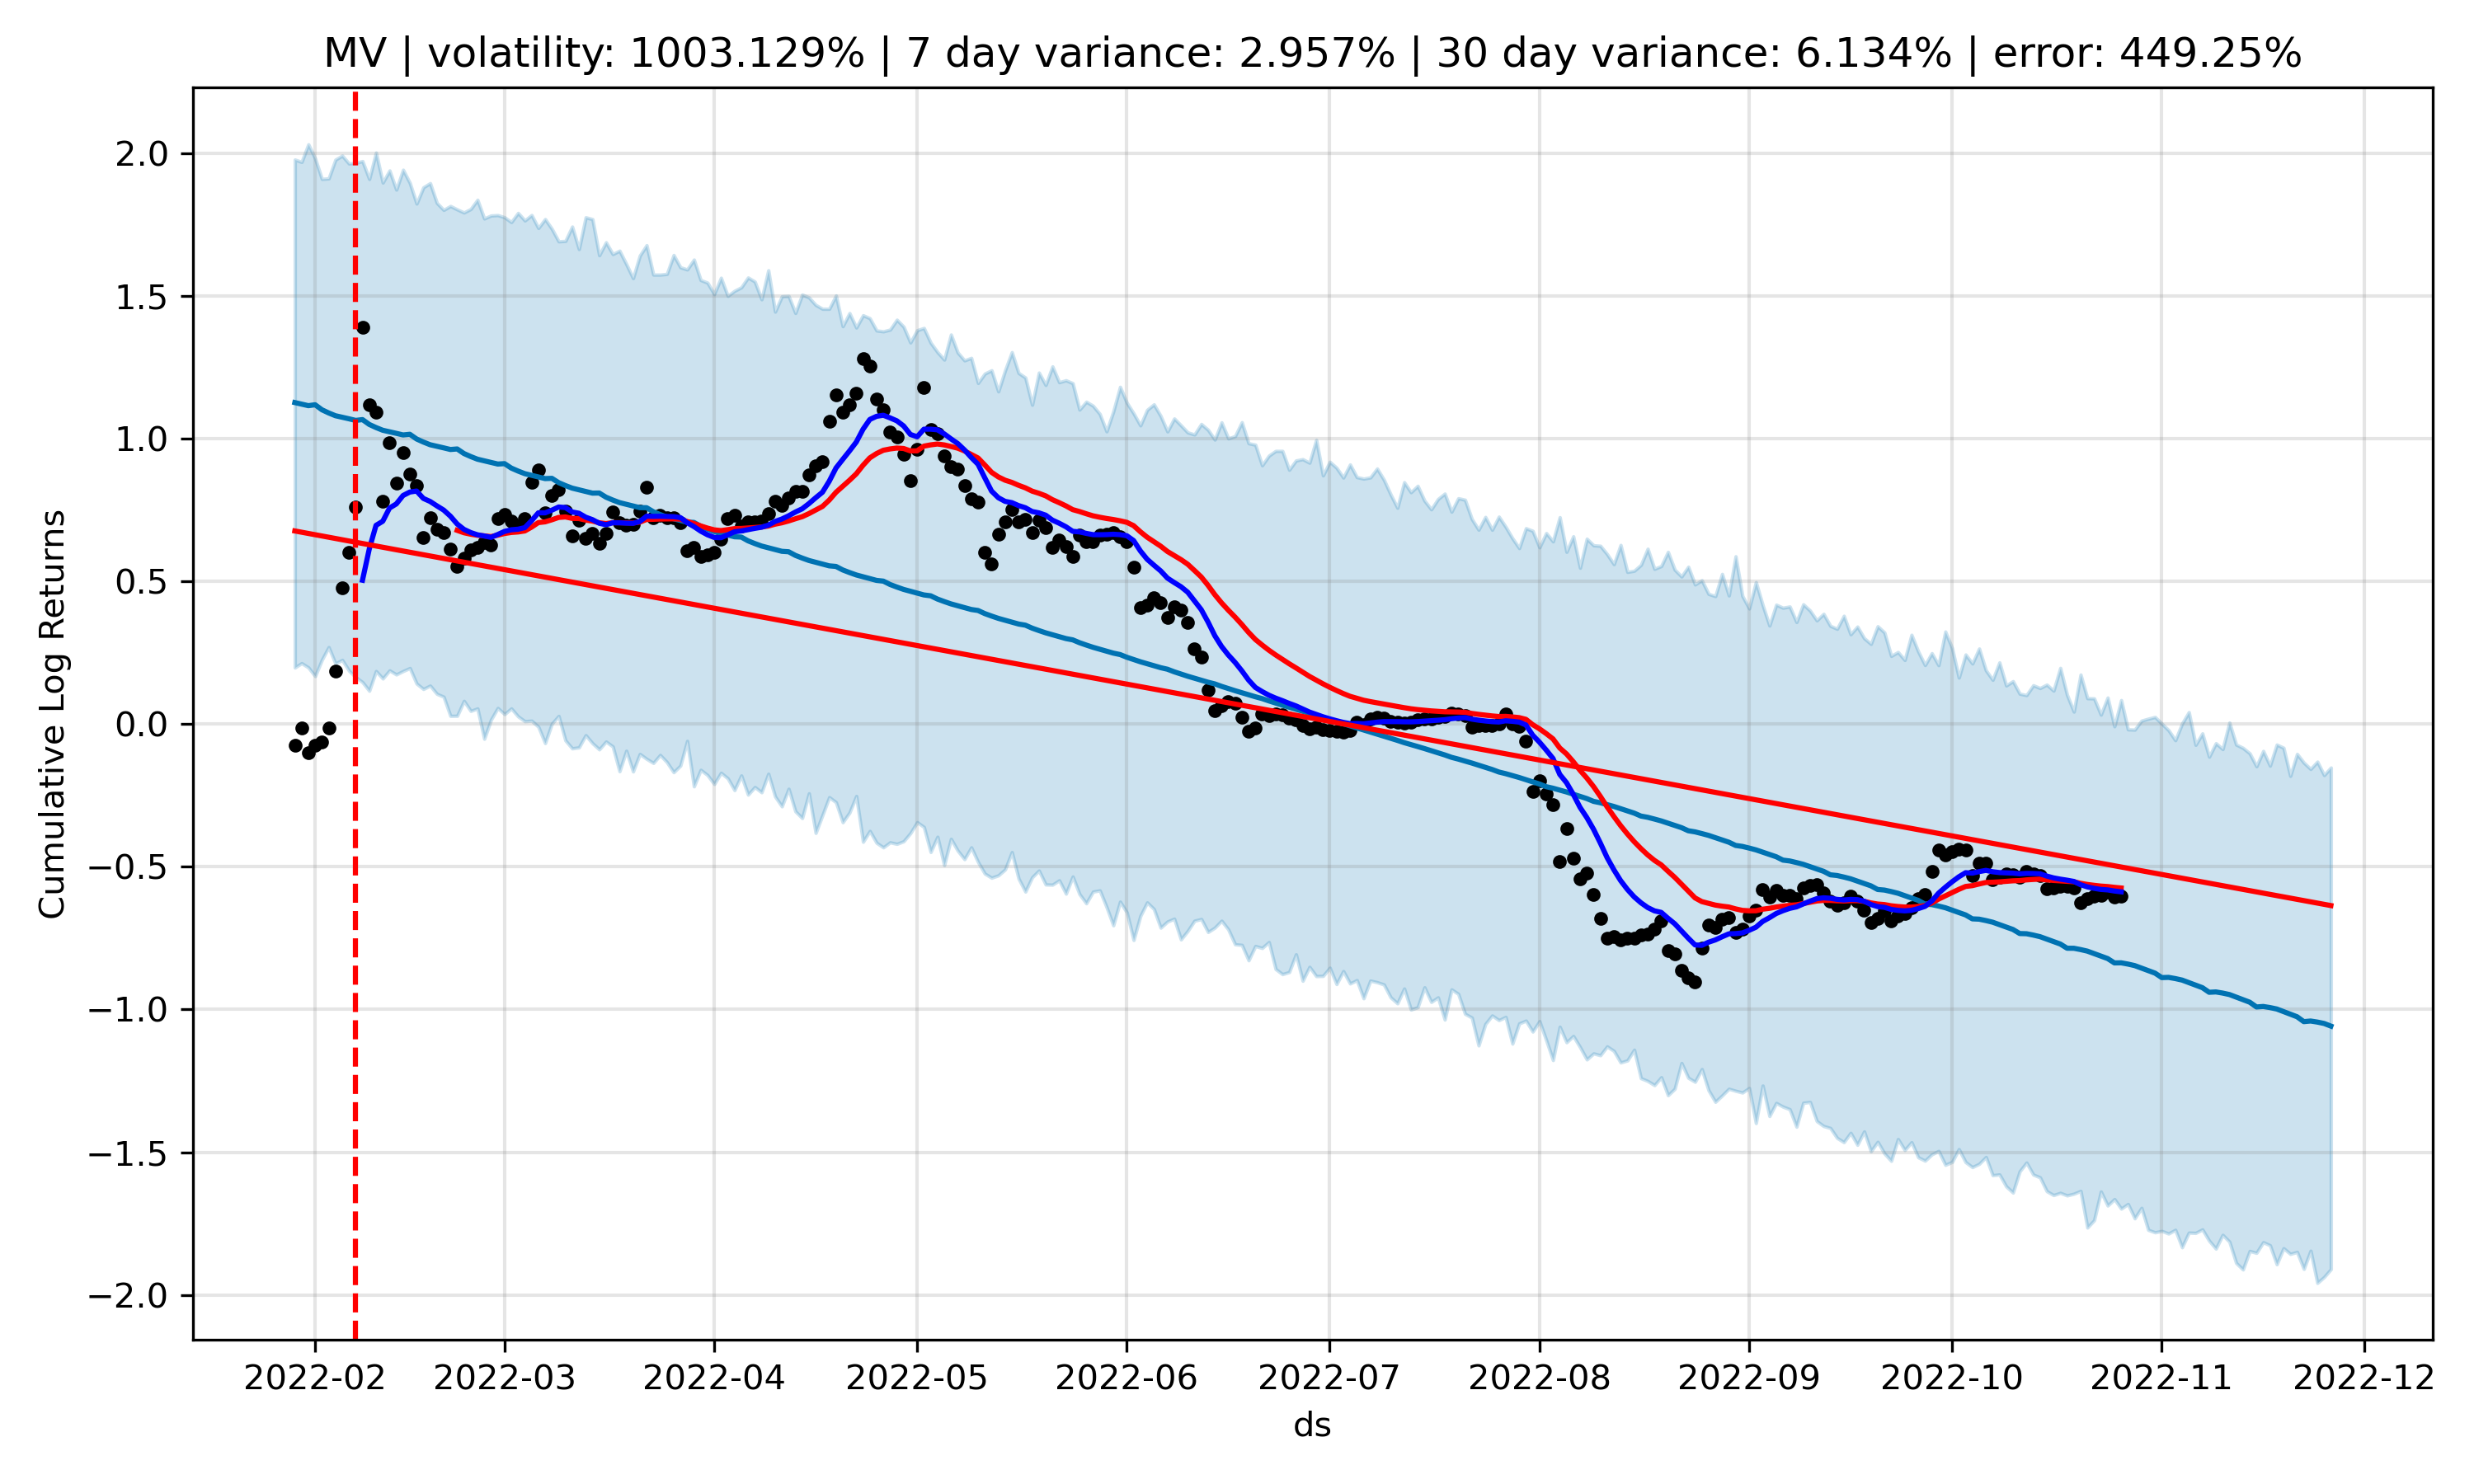 MV | volatility: 1003.129% | 7 day variance: 2.957% | 30 day variance: 6.134% | error: 449.25%
Cumulative Log Returns
2.0
1.5
1.0
0.5
0.0
−0.5
−1.0
−1.5
−2.0
2022-02 2022-03 2022-04 2022-05 2022-06 2022-07 2022-08 2022-09 2022-10 2022-11 2022-12
ds